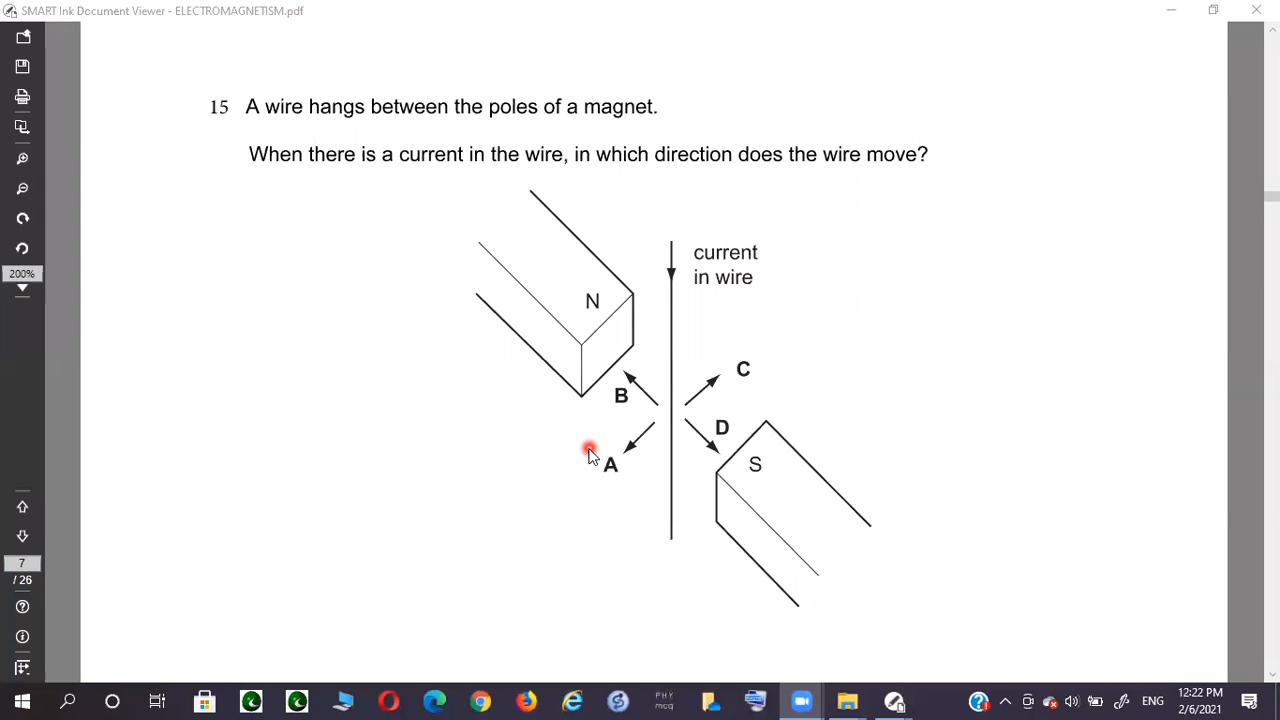 SMART Ink Document Viewer - ELECTROMAGNETISM.pdf
15 A wire hangs between the poles of a magnet.
When there is a current in the wire, in which direction does the wire move?
current
in wire
N
C
B
D
A
S
200%
7
/ 26
PHY
mcq
ENG
12:22 PM
2/6/2021